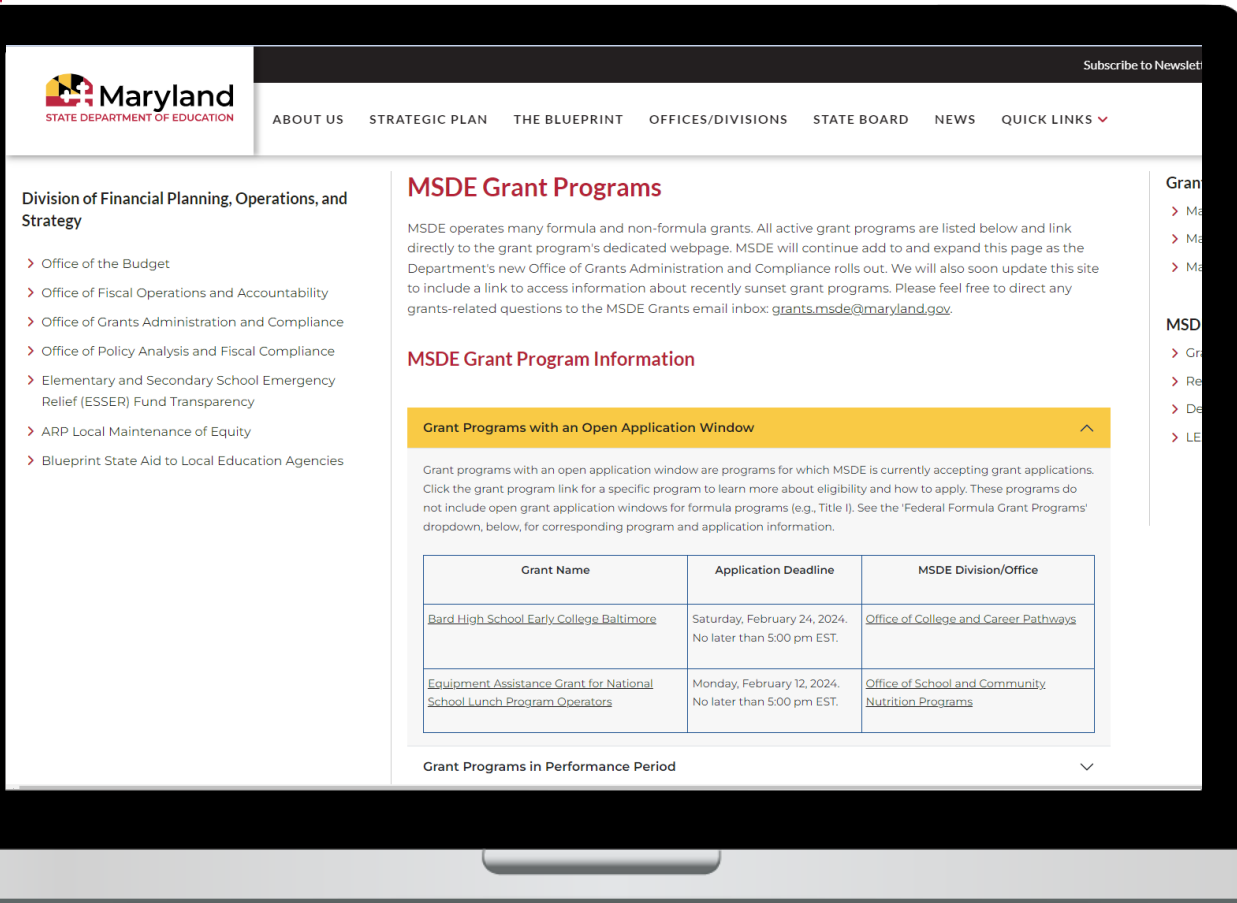 Subscribe to Newslett
Maryland
STATE DEPARTMENT OF EDUCATION
ABOUT US STRATEGIC PLAN THE BLUEPRINT OFFICES/DIVISIONS STATE BOARD NEWS QUICK LINKS
Division of Financial Planning, Operations, and
Strategy
Office of the Budget
Office of Fiscal Operations and Accountability
Office of Grants Administration and Compliance
Office of Policy Analysis and Fiscal Compliance
Elementary and Secondary School Emergency
Relief (ESSER) Fund Transparency
ARP Local Maintenance of Equity
Blueprint State Aid to Local Education Agencies
MSDE Grant Programs
MSDE operates many formula and non-formula grants. All active grant programs are listed below and link
directly to the grant program's dedicated webpage. MSDE will continue add to and expand this page as the
Department's new Office of Grants Administration and Compliance rolls out. We will also soon update this site
to include a link to access information about recently sunset grant programs. Please feel free to direct any
grants-related questions to the MSDE Grants email inbox: grants.msde@maryland.gov.
MSDE Grant Program Information
Grant Programs with an Open Application Window
Grant programs with an open application window are programs for which MSDE is currently accepting grant applications.
Click the grant program link for a specific program to learn more about eligibility and how to apply. These programs do
not include open grant application windows for formula programs (e.g., Title I). See the 'Federal Formula Grant Programs'
dropdown, below, for corresponding program and application information.
Grant Name Application Deadline MSDE Division/Office
Bard High School Early College Baltimore Saturday, February 24, 2024. Office of College and Career Pathways
No later than 5:00 pm EST.
Equipment Assistance Grant for National Monday, February 12, 2024. Office of School and Community
School Lunch Program Operators No later than 5:00 pm EST. Nutrition Programs
Grant Programs in Performance Period
Gran
Ma
Ma
Ma
MSD
Gra
Re
De
LE